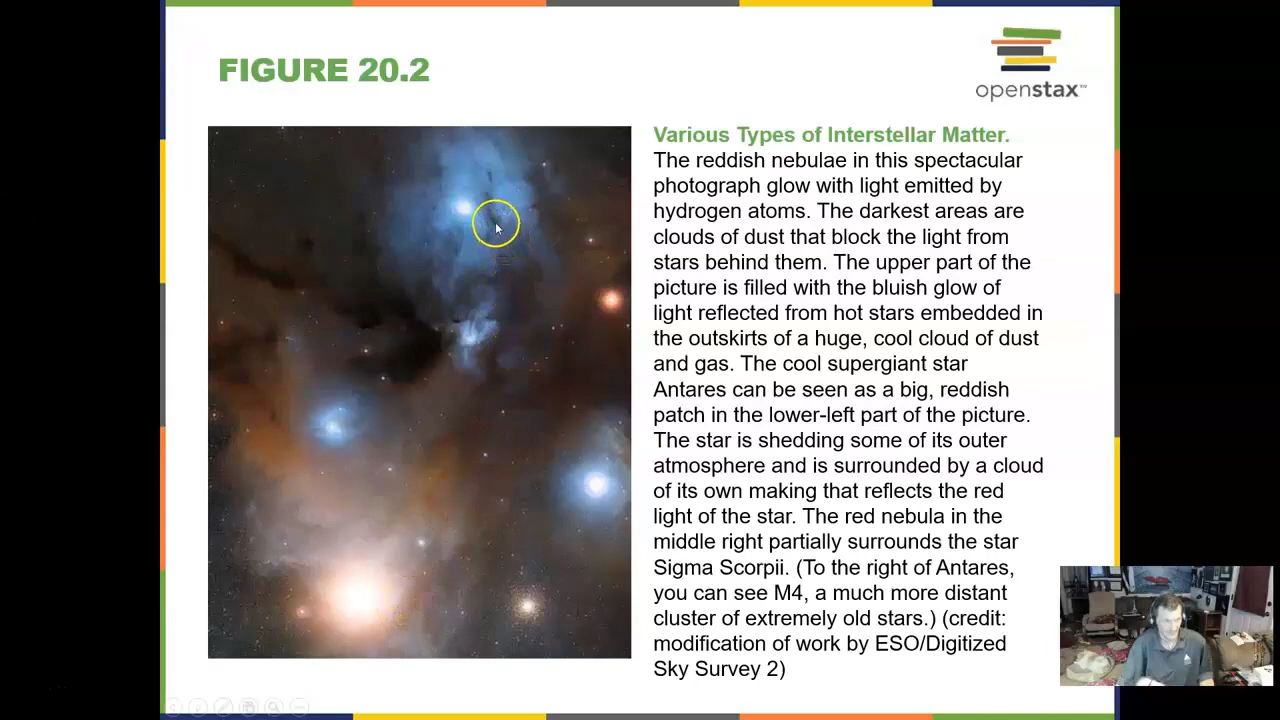 FIGURE 20.2
openstax™
Various Types of Interstellar Matter.
The reddish nebulae in this spectacular
photograph glow with light emitted by
hydrogen atoms. The darkest areas are
clouds of dust that block the light from
stars behind them. The upper part of the
picture is filled with the bluish glow of
light reflected from hot stars embedded in
the outskirts of a huge, cool cloud of dust
and gas. The cool supergiant star
Antares can be seen as a big, reddish
patch in the lower-left part of the picture.
The star is shedding some of its outer
atmosphere and is surrounded by a cloud
of its own making that reflects the red
light of the star. The red nebula in the
middle right partially surrounds the star
Sigma Scorpii. (To the right of Antares,
you can see M4, a much more distant
cluster of extremely old stars.) (credit:
modification of work by ESO/Digitized
Sky Survey 2)